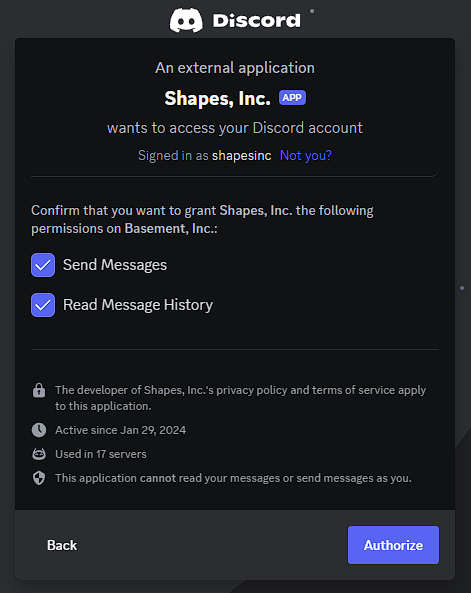 Discord
An external application
Shapes, Inc. APP
wants to access your Discord account
Signed in as shapesinc Not you?
Confirm that you want to grant Shapes, Inc. the following
permissions on Basement, Inc.:
Send Messages
Read Message History
The developer of Shapes, Inc.'s privacy policy and terms of service apply
to this application.
Active since Jan 29, 2024
Used in 17 servers
This application cannot read your messages or send messages as you.
Back
Authorize